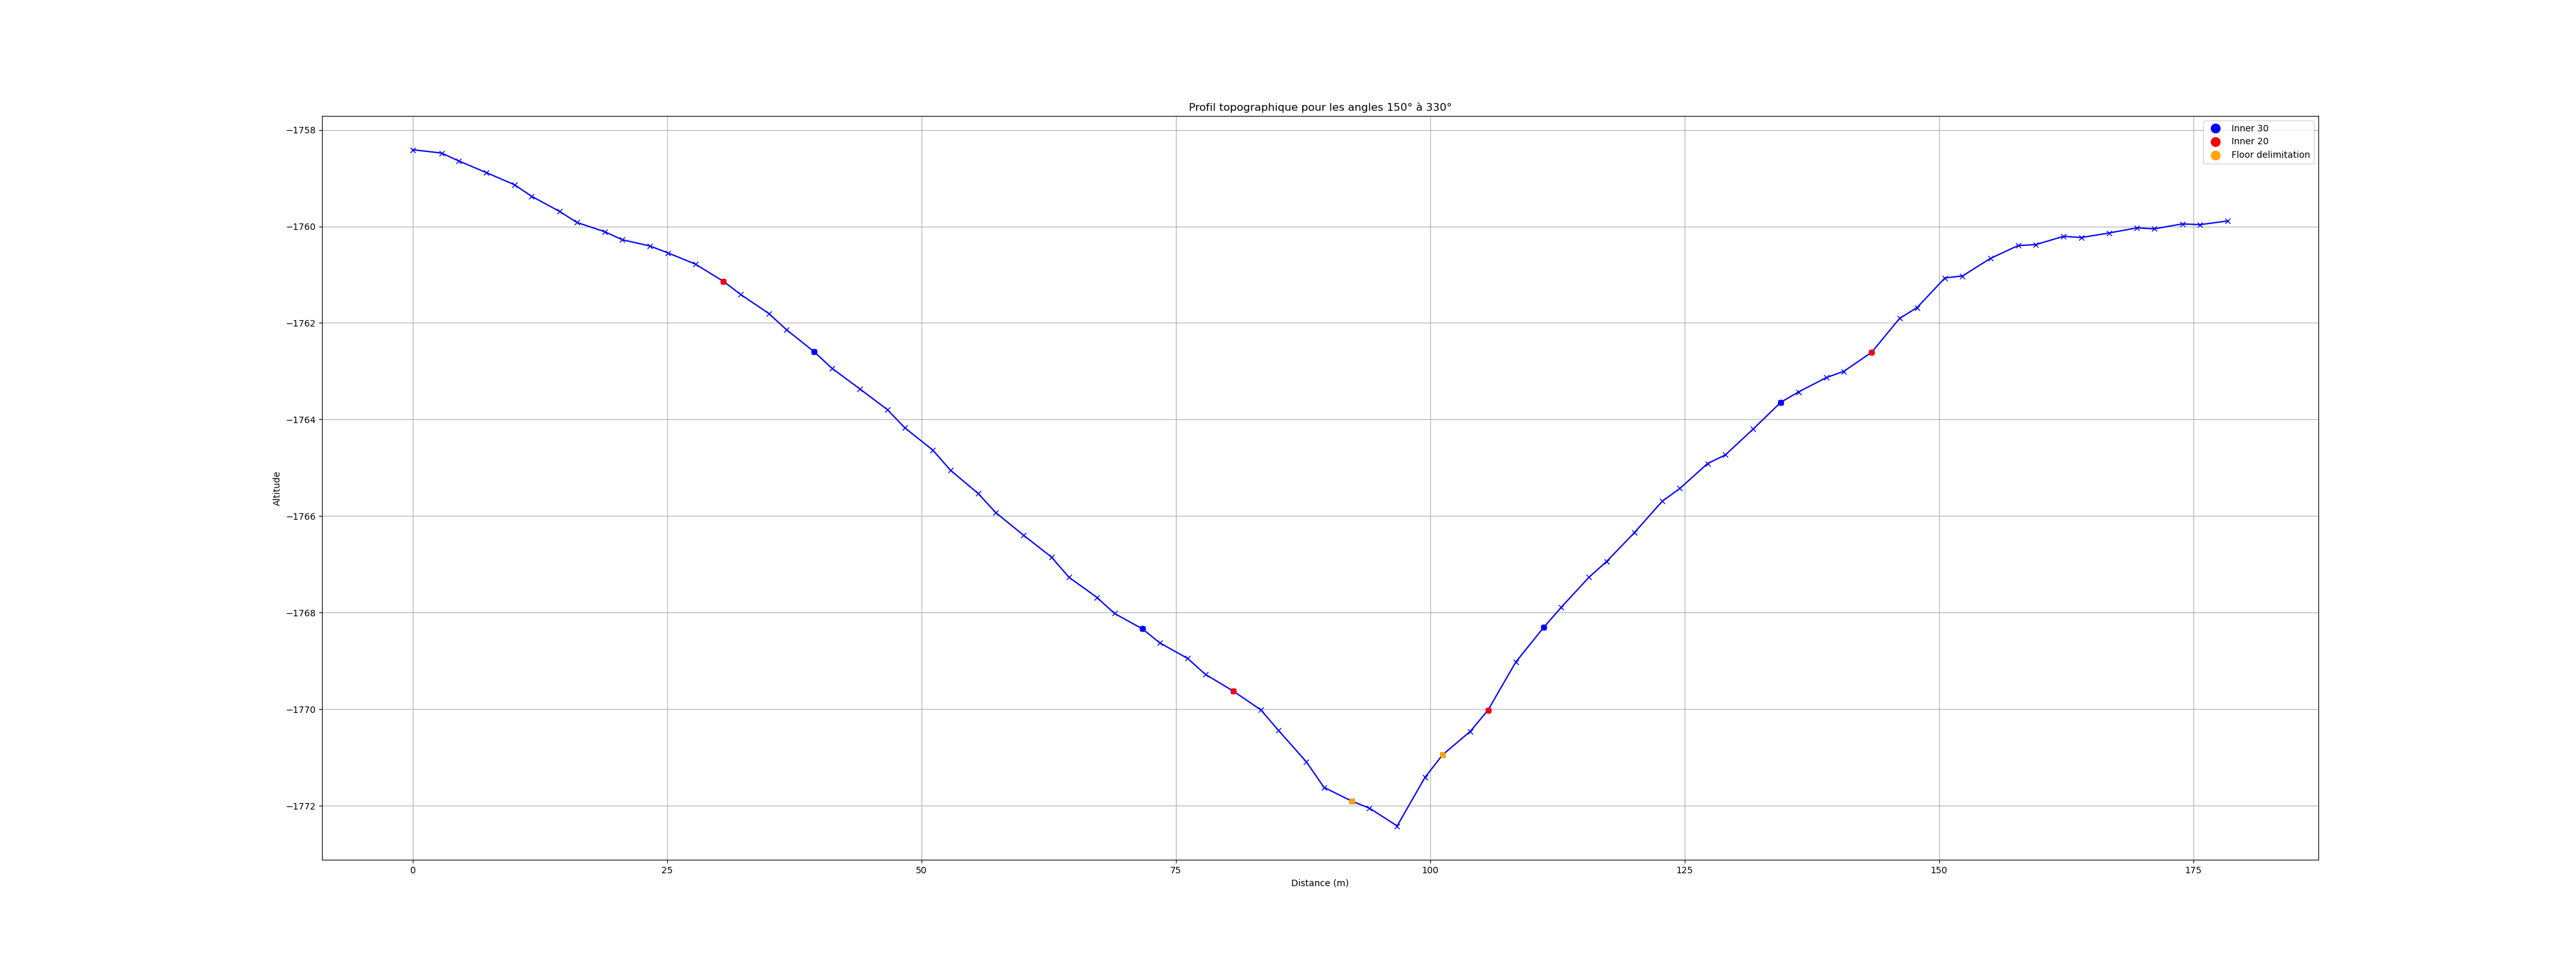 Profil topographique pour les angles 150° à 330°
Inner 30
Inner 20
Floor delimitation
Altitude
−1758
−1760
−1762
−1764
−1766
−1768
−1770
−1772
0 25 50 75 100 125 150 175
Distance (m)